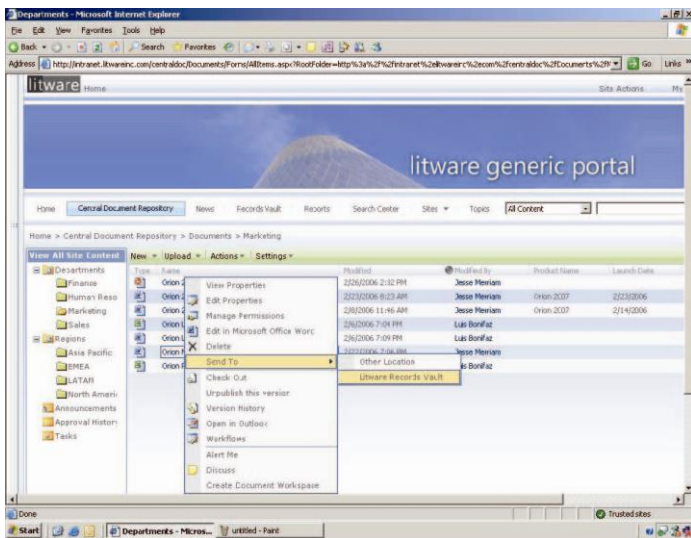 Departments - Microsoft Internet Explorer
File Edit View Favorites Tools Help
Back Search Favorites
Address http://intranet.litwareinc.com/centraldoc/Documents/Forms/AllItems.aspx?RootFolder=http%3a%2f%2fintranet%2elitwareinc%2ecom%2fcentraldoc%2fDocuments%2f Go Links
litware Home Site Actions My
litware generic portal
Home Central Document Repository News Records Vault Reports Search Center Sites Topics All Content
Home > Central Document Repository > Documents > Marketing
View All Site Content New Upload Actions Settings
Type Name Modified Modified By Product Name Launch Date
Departments Orion 2/26/2006 2:32 PM Jesse Merriam
Finance Orion 2/23/2006 8:23 AM Jesse Merriam Orion 2007 2/23/2006
Human Reso Orion 2/8/2006 11:46 AM Jesse Merriam Orion 2007 2/14/2006
Marketing Orion 2/6/2006 7:04 PM Luis Bonifaz
Sales Orion 2/6/2006 7:09 PM Luis Bonifaz
Regions Orion Jesse Merriam
Asia Pacific Orion is Bonifaz
EMEA
LATAM
North Ameri
Announcements
Approval History
Tasks
View Properties
Edit Properties
Manage Permissions
Edit in Microsoft Office Word
Delete
Send To
Other Location
Litware Records Vault
Check Out
Unpublish this version
Version History
Open in Outlook
Workflows
Alert Me
Discuss
Create Document Workspace
Done Trusted sites
Start Departments - Micros... untitled - Paint